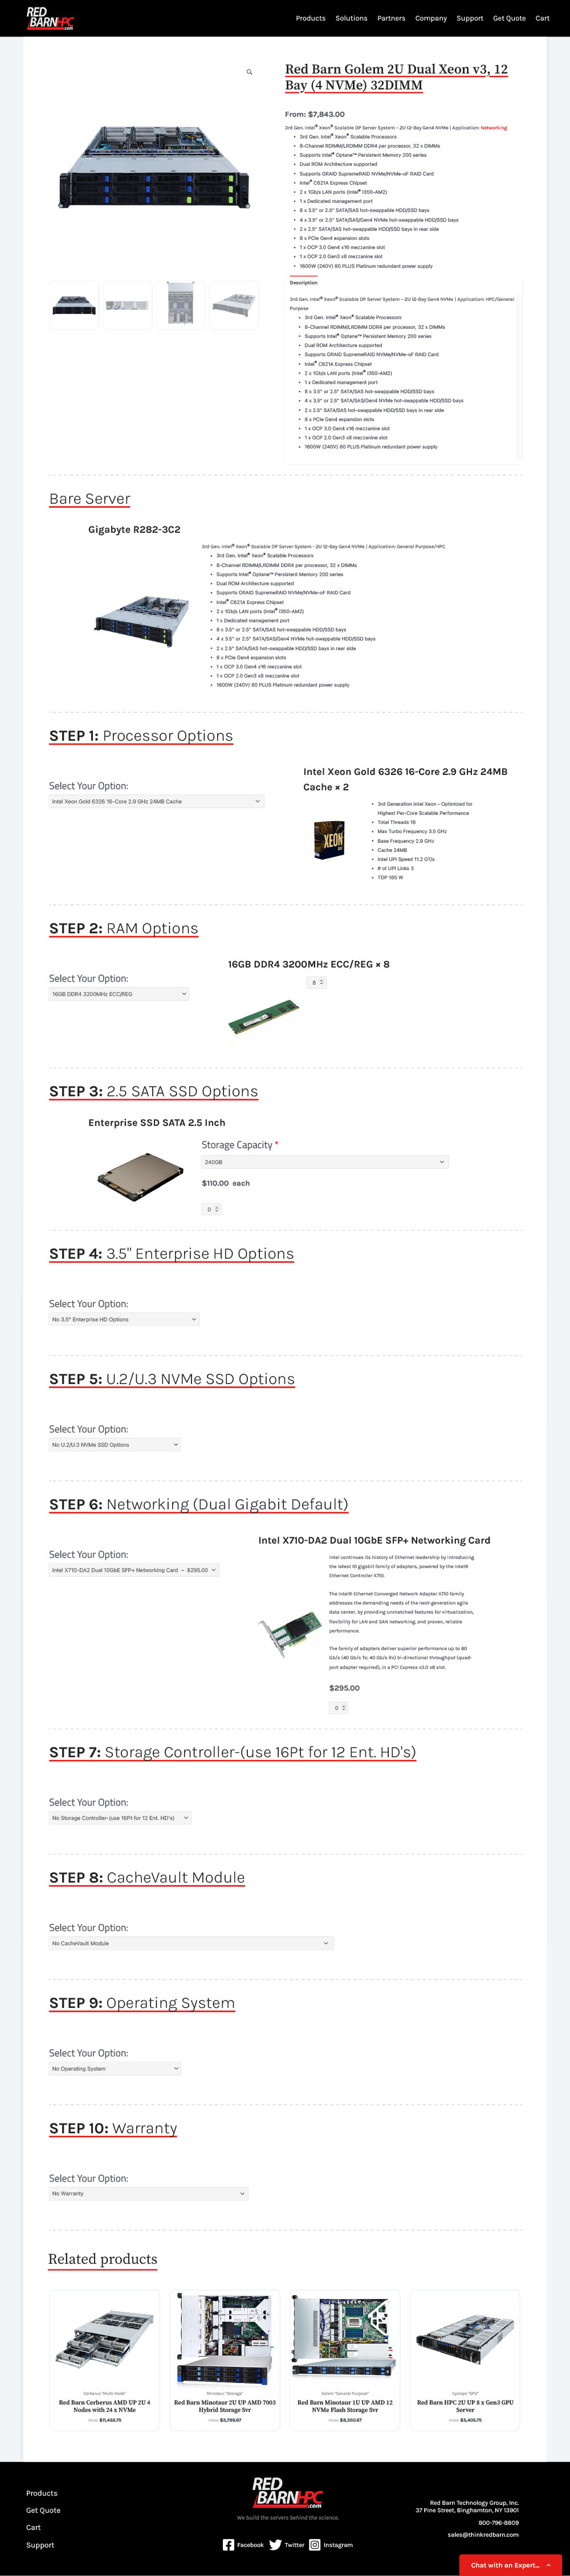 RED BARN HPC.com
Products Solutions Partners Company Support Get Quote Cart
Red Barn Golem 2U Dual Xeon v3, 12
Bay (4 NVMe) 32DIMM
From: $7,843.00
3rd Gen. Intel® Xeon® Scalable DP Server System - 2U 12-Bay Gen4 NVMe | Application: Networking
• 3rd Gen. Intel® Xeon® Scalable Processors
• 8-Channel RDIMM/LRDIMM DDR4 per processor, 32 x DIMMs
• Supports Intel® Optane™ Persistent Memory 200 series
• Dual ROM Architecture supported
• Supports GRAID SupremeRAID NVMe/NVMe-oF RAID Card
• Intel® C621A Express Chipset
• 2 x 1Gb/s LAN ports (Intel® I350-AM2)
• 1 x Dedicated management port
• 8 x 3.5" or 2.5" SATA/SAS hot-swappable HDD/SSD bays
• 4 x 3.5" or 2.5" SATA/SAS/Gen4 NVMe hot-swappable HDD/SSD bays
• 2 x 2.5" SATA/SAS hot-swappable HDD/SSD bays in rear side
• 8 x PCIe Gen4 expansion slots
• 1 x OCP 3.0 Gen4 x16 mezzanine slot
• 1 x OCP 2.0 Gen3 x8 mezzanine slot
• 1600W (240V) 80 PLUS Platinum redundant power supply
Description
3rd Gen. Intel® Xeon® Scalable DP Server System - 2U 12-Bay Gen4 NVMe | Application: HPC/General
Purpose
• 3rd Gen. Intel® Xeon® Scalable Processors
• 8-Channel RDIMM/LRDIMM DDR4 per processor, 32 x DIMMs
• Supports Intel® Optane™ Persistent Memory 200 series
• Dual ROM Architecture supported
• Supports GRAID SupremeRAID NVMe/NVMe-oF RAID Card
• Intel® C621A Express Chipset
• 2 x 1Gb/s LAN ports (Intel® I350-AM2)
• 1 x Dedicated management port
• 8 x 3.5" or 2.5" SATA/SAS hot-swappable HDD/SSD bays
• 4 x 3.5" or 2.5" SATA/SAS/Gen4 NVMe hot-swappable HDD/SSD bays
• 2 x 2.5" SATA/SAS hot-swappable HDD/SSD bays in rear side
• 8 x PCIe Gen4 expansion slots
• 1 x OCP 3.0 Gen4 x16 mezzanine slot
• 1 x OCP 2.0 Gen3 x8 mezzanine slot
• 1600W (240V) 80 PLUS Platinum redundant power supply
Bare Server
Gigabyte R282-3C2
3rd Gen. Intel® Xeon® Scalable DP Server System - 2U 12-Bay Gen4 NVMe | Application: General Purpose/HPC
• 3rd Gen. Intel® Xeon® Scalable Processors
• 8-Channel RDIMM/LRDIMM DDR4 per processor, 32 x DIMMs
• Supports Intel® Optane™ Persistent Memory 200 series
• Dual ROM Architecture supported
• Supports GRAID SupremeRAID NVMe/NVMe-oF RAID Card
• Intel® C621A Express Chipset
• 2 x 1Gb/s LAN ports (Intel® I350-AM2)
• 1 x Dedicated management port
• 8 x 3.5" or 2.5" SATA/SAS hot-swappable HDD/SSD bays
• 4 x 3.5" or 2.5" SATA/SAS/Gen4 NVMe hot-swappable HDD/SSD bays
• 2 x 2.5" SATA/SAS hot-swappable HDD/SSD bays in rear side
• 8 x PCIe Gen4 expansion slots
• 1 x OCP 3.0 Gen4 x16 mezzanine slot
• 1 x OCP 2.0 Gen3 x8 mezzanine slot
• 1600W (240V) 80 PLUS Platinum redundant power supply
STEP 1: Processor Options
Select Your Option:
Intel Xeon Gold 6326 16-Core 2.9 GHz 24MB Cache
Intel Xeon Gold 6326 16-Core 2.9 GHz 24MB
Cache × 2
XEON
• 3rd Generation Intel Xeon - Optimized for
Highest Per-Core Scalable Performance
• Total Threads 16
• Max Turbo Frequency 3.5 GHz
• Base Frequency 2.9 GHz
• Cache 24MB
• Intel UPI Speed 11.2 GT/s
• # of UPI Links 3
• TDP 185 W
STEP 2: RAM Options
Select Your Option:
16GB DDR4 3200MHz ECC/REG
16GB DDR4 3200MHz ECC/REG × 8
8
STEP 3: 2.5 SATA SSD Options
Enterprise SSD SATA 2.5 Inch
Storage Capacity *
240GB
$110.00 each
0
STEP 4: 3.5" Enterprise HD Options
Select Your Option:
No 3.5" Enterprise HD Options
STEP 5: U.2/U.3 NVMe SSD Options
Select Your Option:
No U.2/U.3 NVMe SSD Options
STEP 6: Networking (Dual Gigabit Default)
Select Your Option:
Intel X710-DA2 Dual 10GbE SFP+ Networking Card – $295.00
Intel X710-DA2 Dual 10GbE SFP+ Networking Card
Intel continues its history of Ethernet leadership by introducing
the latest 10 gigabit family of adapters, powered by the Intel®
Ethernet Controller X710.
The Intel® Ethernet Converged Network Adapter X710 family
addresses the demanding needs of the next-generation agile
data center, by providing unmatched features for virtualization,
flexibility for LAN and SAN networking, and proven, reliable
performance.
The family of adapters deliver superior performance up to 80
Gb/s (40 Gb/s Tx; 40 Gb/s Rx) bi-directional throughput (quad-
port adapter required), in a PCI Express v3.0 x8 slot.
$295.00
0
STEP 7: Storage Controller-(use 16Pt for 12 Ent. HD's)
Select Your Option:
No Storage Controller-(use 16Pt for 12 Ent. HD's)
STEP 8: CacheVault Module
Select Your Option:
No CacheVault Module
STEP 9: Operating System
Select Your Option:
No Operating System
STEP 10: Warranty
Select Your Option:
No Warranty
Related products
Cerberus "Multi-Node"
Red Barn Cerberus AMD UP 2U 4
Nodes with 24 x NVMe
FROM: $11,432.75
Minotaur "Storage"
Red Barn Minotaur 2U UP AMD 7003
Hybrid Storage Svr
FROM: $3,789.67
Golem "General Purpose"
Red Barn Minotaur 1U UP AMD 12
NVMe Flash Storage Svr
FROM: $8,550.67
Cyclops "GPU"
Red Barn HPC 2U UP 8 x Gen3 GPU
Server
FROM: $5,405.75
Products
Get Quote
Cart
Support
RED BARN HPC.com
We build the servers behind the science.
Facebook Twitter Instagram
Red Barn Technology Group, Inc.
37 Pine Street, Binghamton, NY 13901
800-796-8809
sales@thinkredbarn.com
Chat with an Expert...